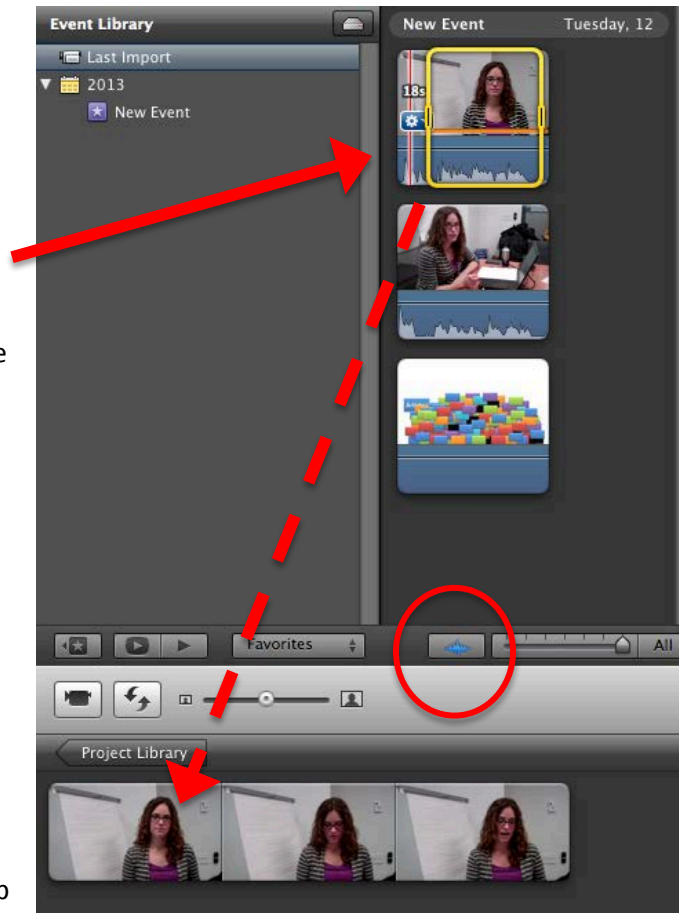 Event Library
New Event Tuesday, 12
Last Import
2013
New Event
18s
e
Favorites
All
Project Library
p